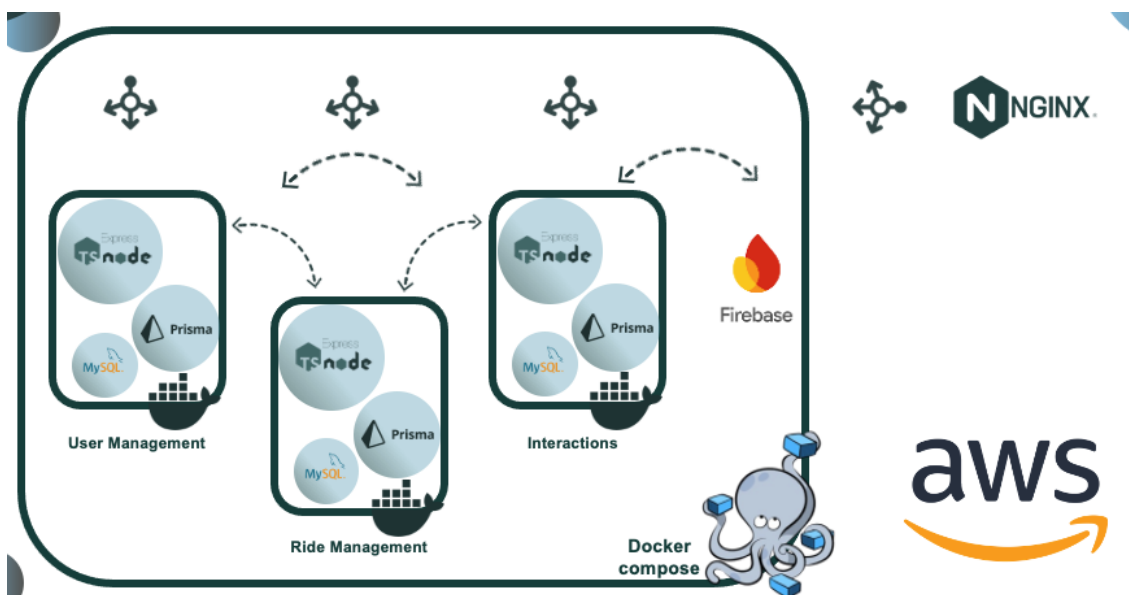 NGINX.
Express
TS node
Prisma
MySQL
User Management
Express
TS node
Prisma
MySQL
Ride Management
Express
TS node
Prisma
MySQL
Interactions
Firebase
Docker
compose
aws